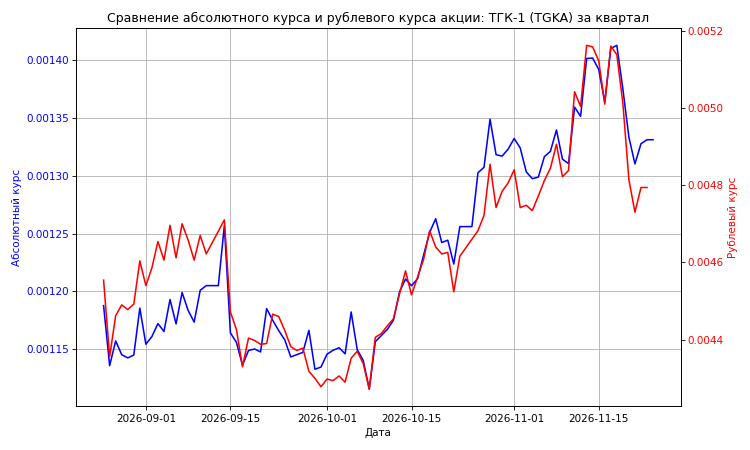 Сравнение абсолютного курса и рублевого курса акции: ТГК-1 (TGKA) за квартал
0.00140
0.00135
0.00130
0.00125
0.00120
0.00115
Абсолютный курс
0.0052
0.0050
0.0048
0.0046
0.0044
Рублевый курс
2026-09-01 2026-09-15 2026-10-01 2026-10-15 2026-11-01 2026-11-15
Дата